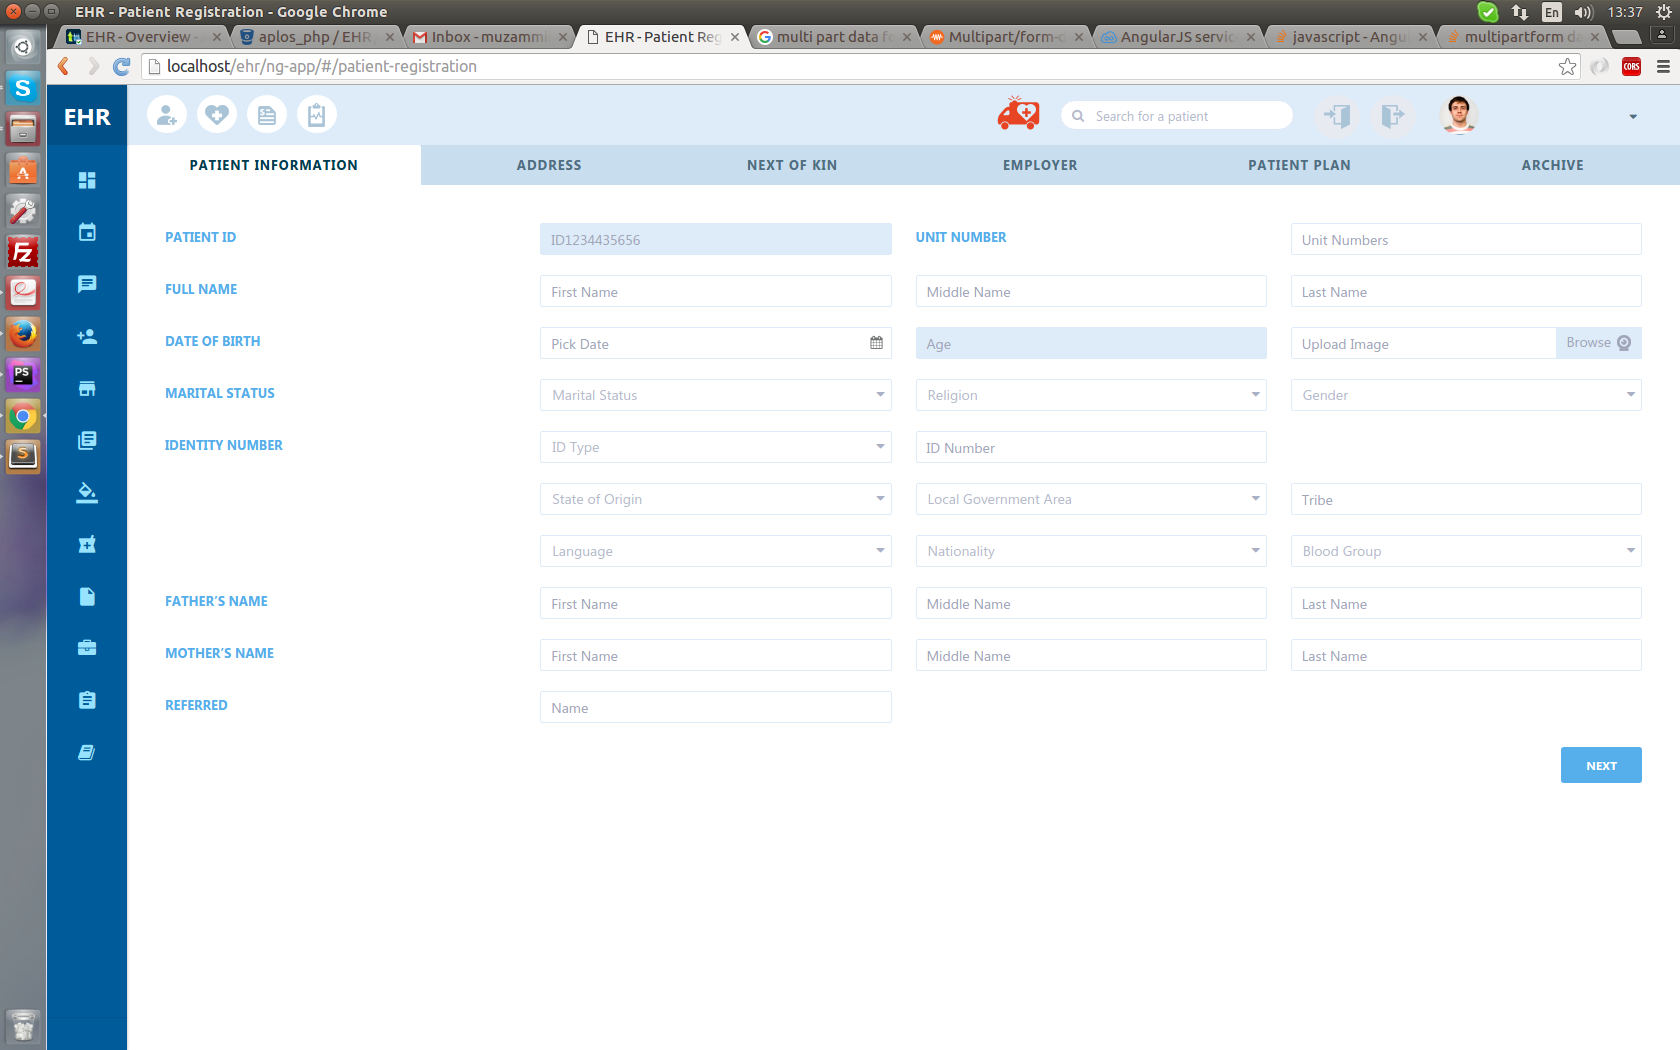 EHR - Patient Registration - Google Chrome
En
13:37
EHR - Overview -
aplos_php / EHR
Inbox - muzammi
EHR - Patient Reg
multi part data fo
Multipart/form-d
AngularJS servic
javascript - Angu
multipartform da
localhost/ehr/ng-app/#/patient-registration
CORS
EHR
Search for a patient
PATIENT INFORMATION
ADDRESS
NEXT OF KIN
EMPLOYER
PATIENT PLAN
ARCHIVE
PATIENT ID
ID1234435656
UNIT NUMBER
Unit Numbers
FULL NAME
First Name
Middle Name
Last Name
DATE OF BIRTH
Pick Date
Age
Upload Image
Browse
MARITAL STATUS
Marital Status
Religion
Gender
IDENTITY NUMBER
ID Type
ID Number
State of Origin
Local Government Area
Tribe
Language
Nationality
Blood Group
FATHER'S NAME
First Name
Middle Name
Last Name
MOTHER'S NAME
First Name
Middle Name
Last Name
REFERRED
Name
NEXT